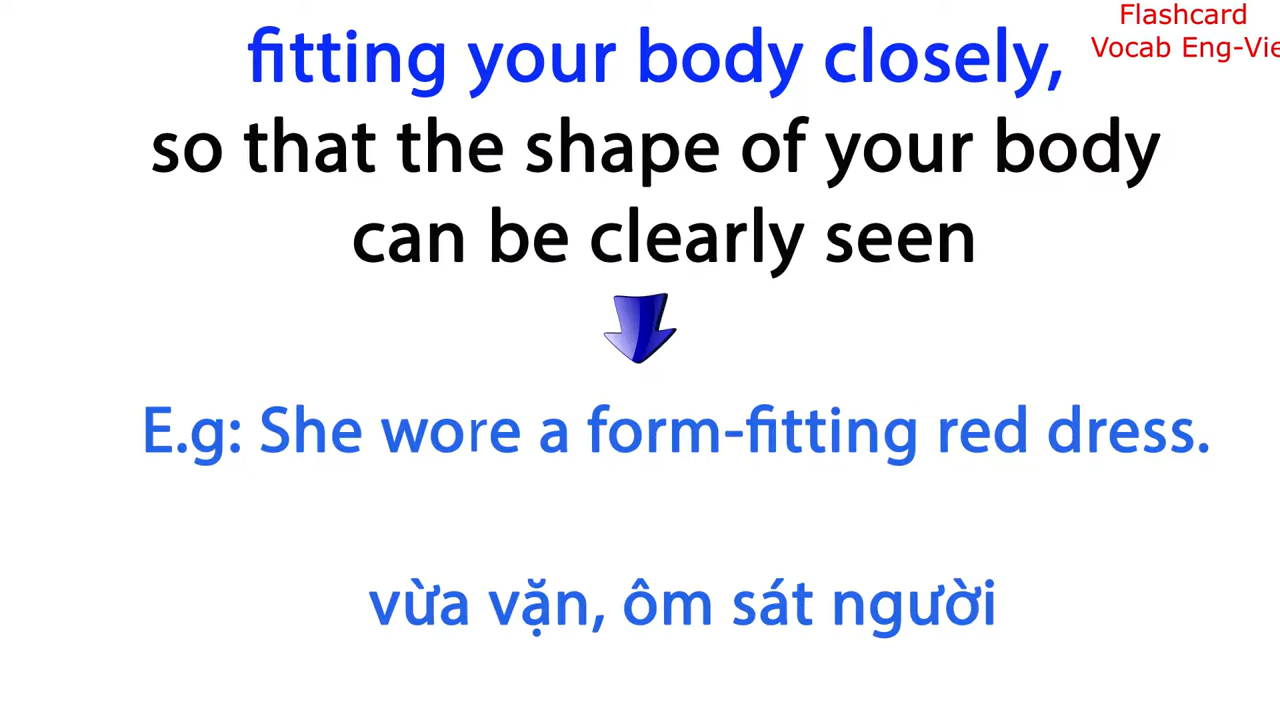 Flashcard
Vocab Eng-Vie
fitting your body closely,
so that the shape of your body
can be clearly seen
E.g: She wore a form-fitting red dress.
vừa vặn, ôm sát người